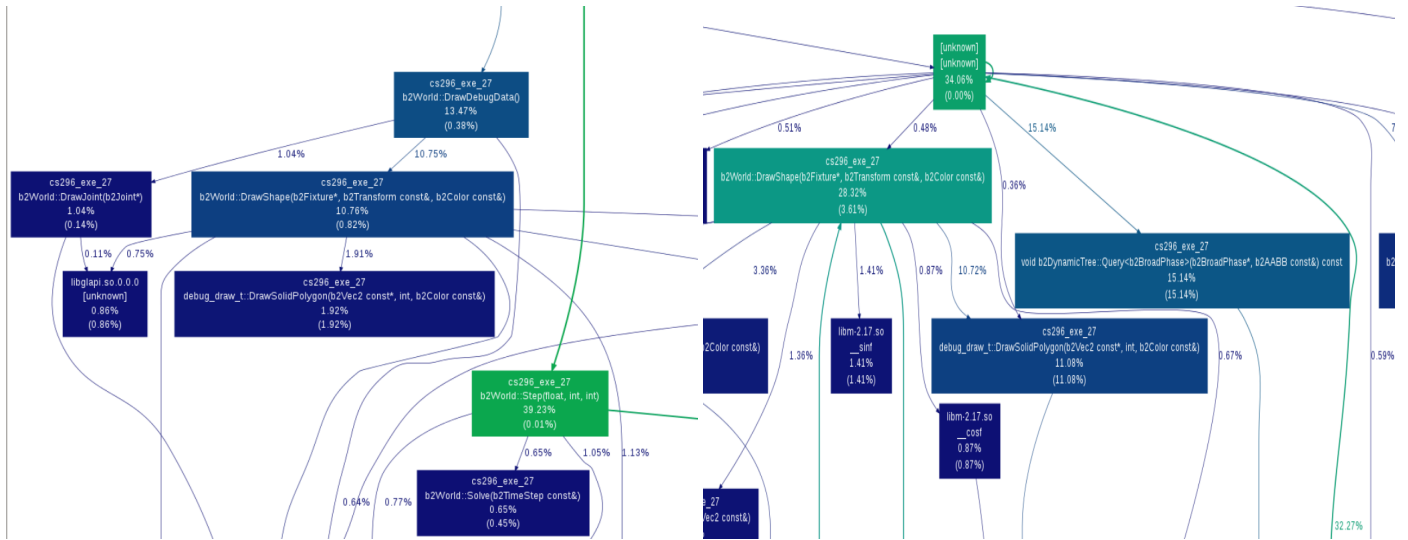 cs296_exe_27
b2World::DrawDebugData()
13.47%
(0.38%)
1.04%
10.75%
cs296_exe_27
b2World::DrawJoint(b2Joint*)
1.04%
(0.14%)
cs296_exe_27
b2World::DrawShape(b2Fixture*, b2Transform const&, b2Color const&)
10.76%
(0.82%)
0.11%
0.75%
1.91%
libglapi.so.0.0.0
[unknown]
0.86%
(0.86%)
cs296_exe_27
debug_draw_t::DrawSolidPolygon(b2Vec2 const*, int, b2Color const&)
1.92%
(1.92%)
cs296_exe_27
b2World::Step(float, int, int)
39.23%
(0.01%)
0.65%
1.05%
1.13%
cs296_exe_27
b2World::Solve(b2TimeStep const&)
0.65%
(0.45%)
0.64%
0.77%
[unknown]
[unknown]
34.06%
(0.00%)
0.51%
0.48%
15.14%
7
cs296_exe_27
b2World::DrawShape(b2Fixture*, b2Transform const&, b2Color const&)
28.32%
(3.61%)
0.36%
cs296_exe_27
void b2DynamicTree::Query<b2BroadPhase>(b2BroadPhase*, b2AABB const&) const
15.14%
(15.14%)
b2
3.36%
1.41%
0.87%
10.72%
b2Color const&)
1.36%
libm-2.17.so
__sinf
1.41%
(1.41%)
cs296_exe_27
debug_draw_t::DrawSolidPolygon(b2Vec2 const*, int, b2Color const&)
11.08%
(11.08%)
0.67%
0.59%
libm-2.17.so
__cosf
0.87%
(0.87%)
e_27
Vec2 const&)
32.27%